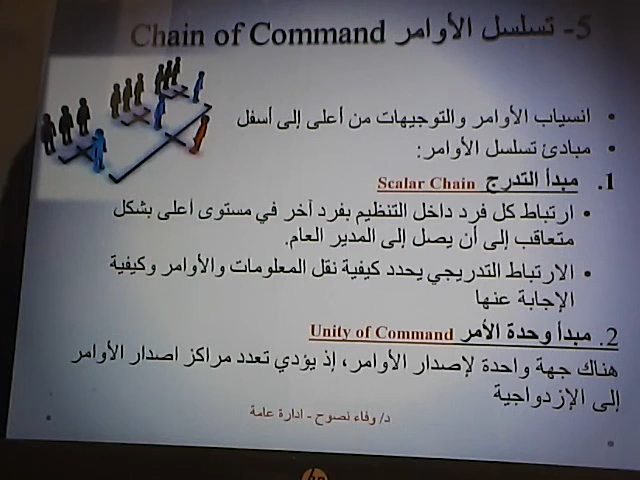 5- تسلسل الأوامر Chain of Command
• انسياب الأوامر والتوجيهات من أعلى إلى أسفل
• مبادئ تسلسل الأوامر:
1. مبدأ التدرج Scalar Chain
• ارتباط كل فرد داخل التنظيم بفرد آخر في مستوى أعلى بشكل
متعاقب إلى أن يصل إلى المدير العام.
• الارتباط التدريجي يحدد كيفية نقل المعلومات والأوامر وكيفية
الإجابة عنها
2. مبدأ وحدة الأمر Unity of Command
هناك جهة واحدة لإصدار الأوامر، إذ يؤدي تعدد مراكز اصدار الأوامر
إلى الإزدواجية
د/ وفاء نصوح - ادارة عامة
hp